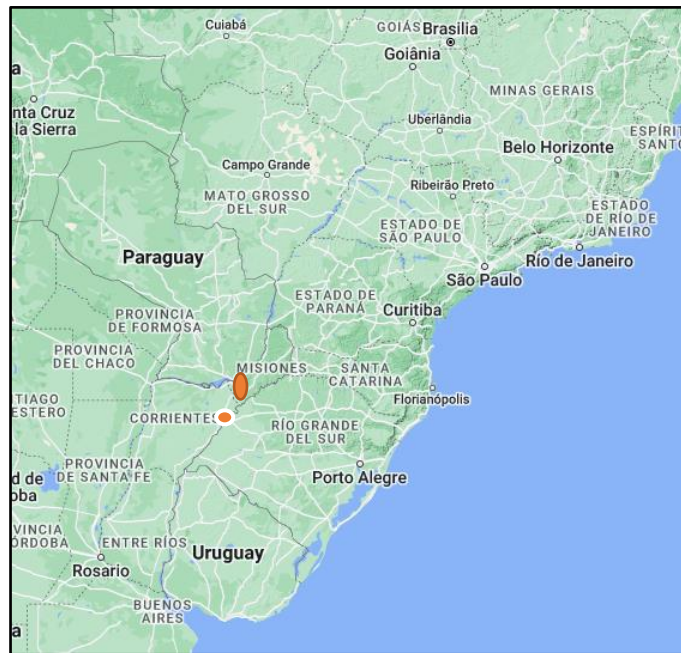 Cuiabá
GOIÁS
Brasilia
Goiânia
MINAS GERAIS
nta Cruz
la Sierra
Uberlândia
ESPÍRI
SANTO
Belo Horizonte
Campo Grande
Ribeirão Preto
MATO GROSSO
DEL SUR
ESTADO
DE RÍO DE
JANEIRO
ESTADO DE
SÃO PAULO
Paraguay
São Paulo
Río de Janeiro
ESTADO DE
PARANÁ
Curitiba
PROVINCIA
DE FORMOSA
PROVINCIA
DEL CHACO
MISIONES
SANTA
CATARINA
TIAGO
ESTERO
Florianópolis
CORRIENTES
RÍO GRANDE
DEL SUR
PROVINCIA
DE SANTA FE
Porto Alegre
d de
oba
VINCIA
ÓRDOBA
ENTRE RÍOS
Uruguay
Rosario
BUENOS
AIRES
a
a